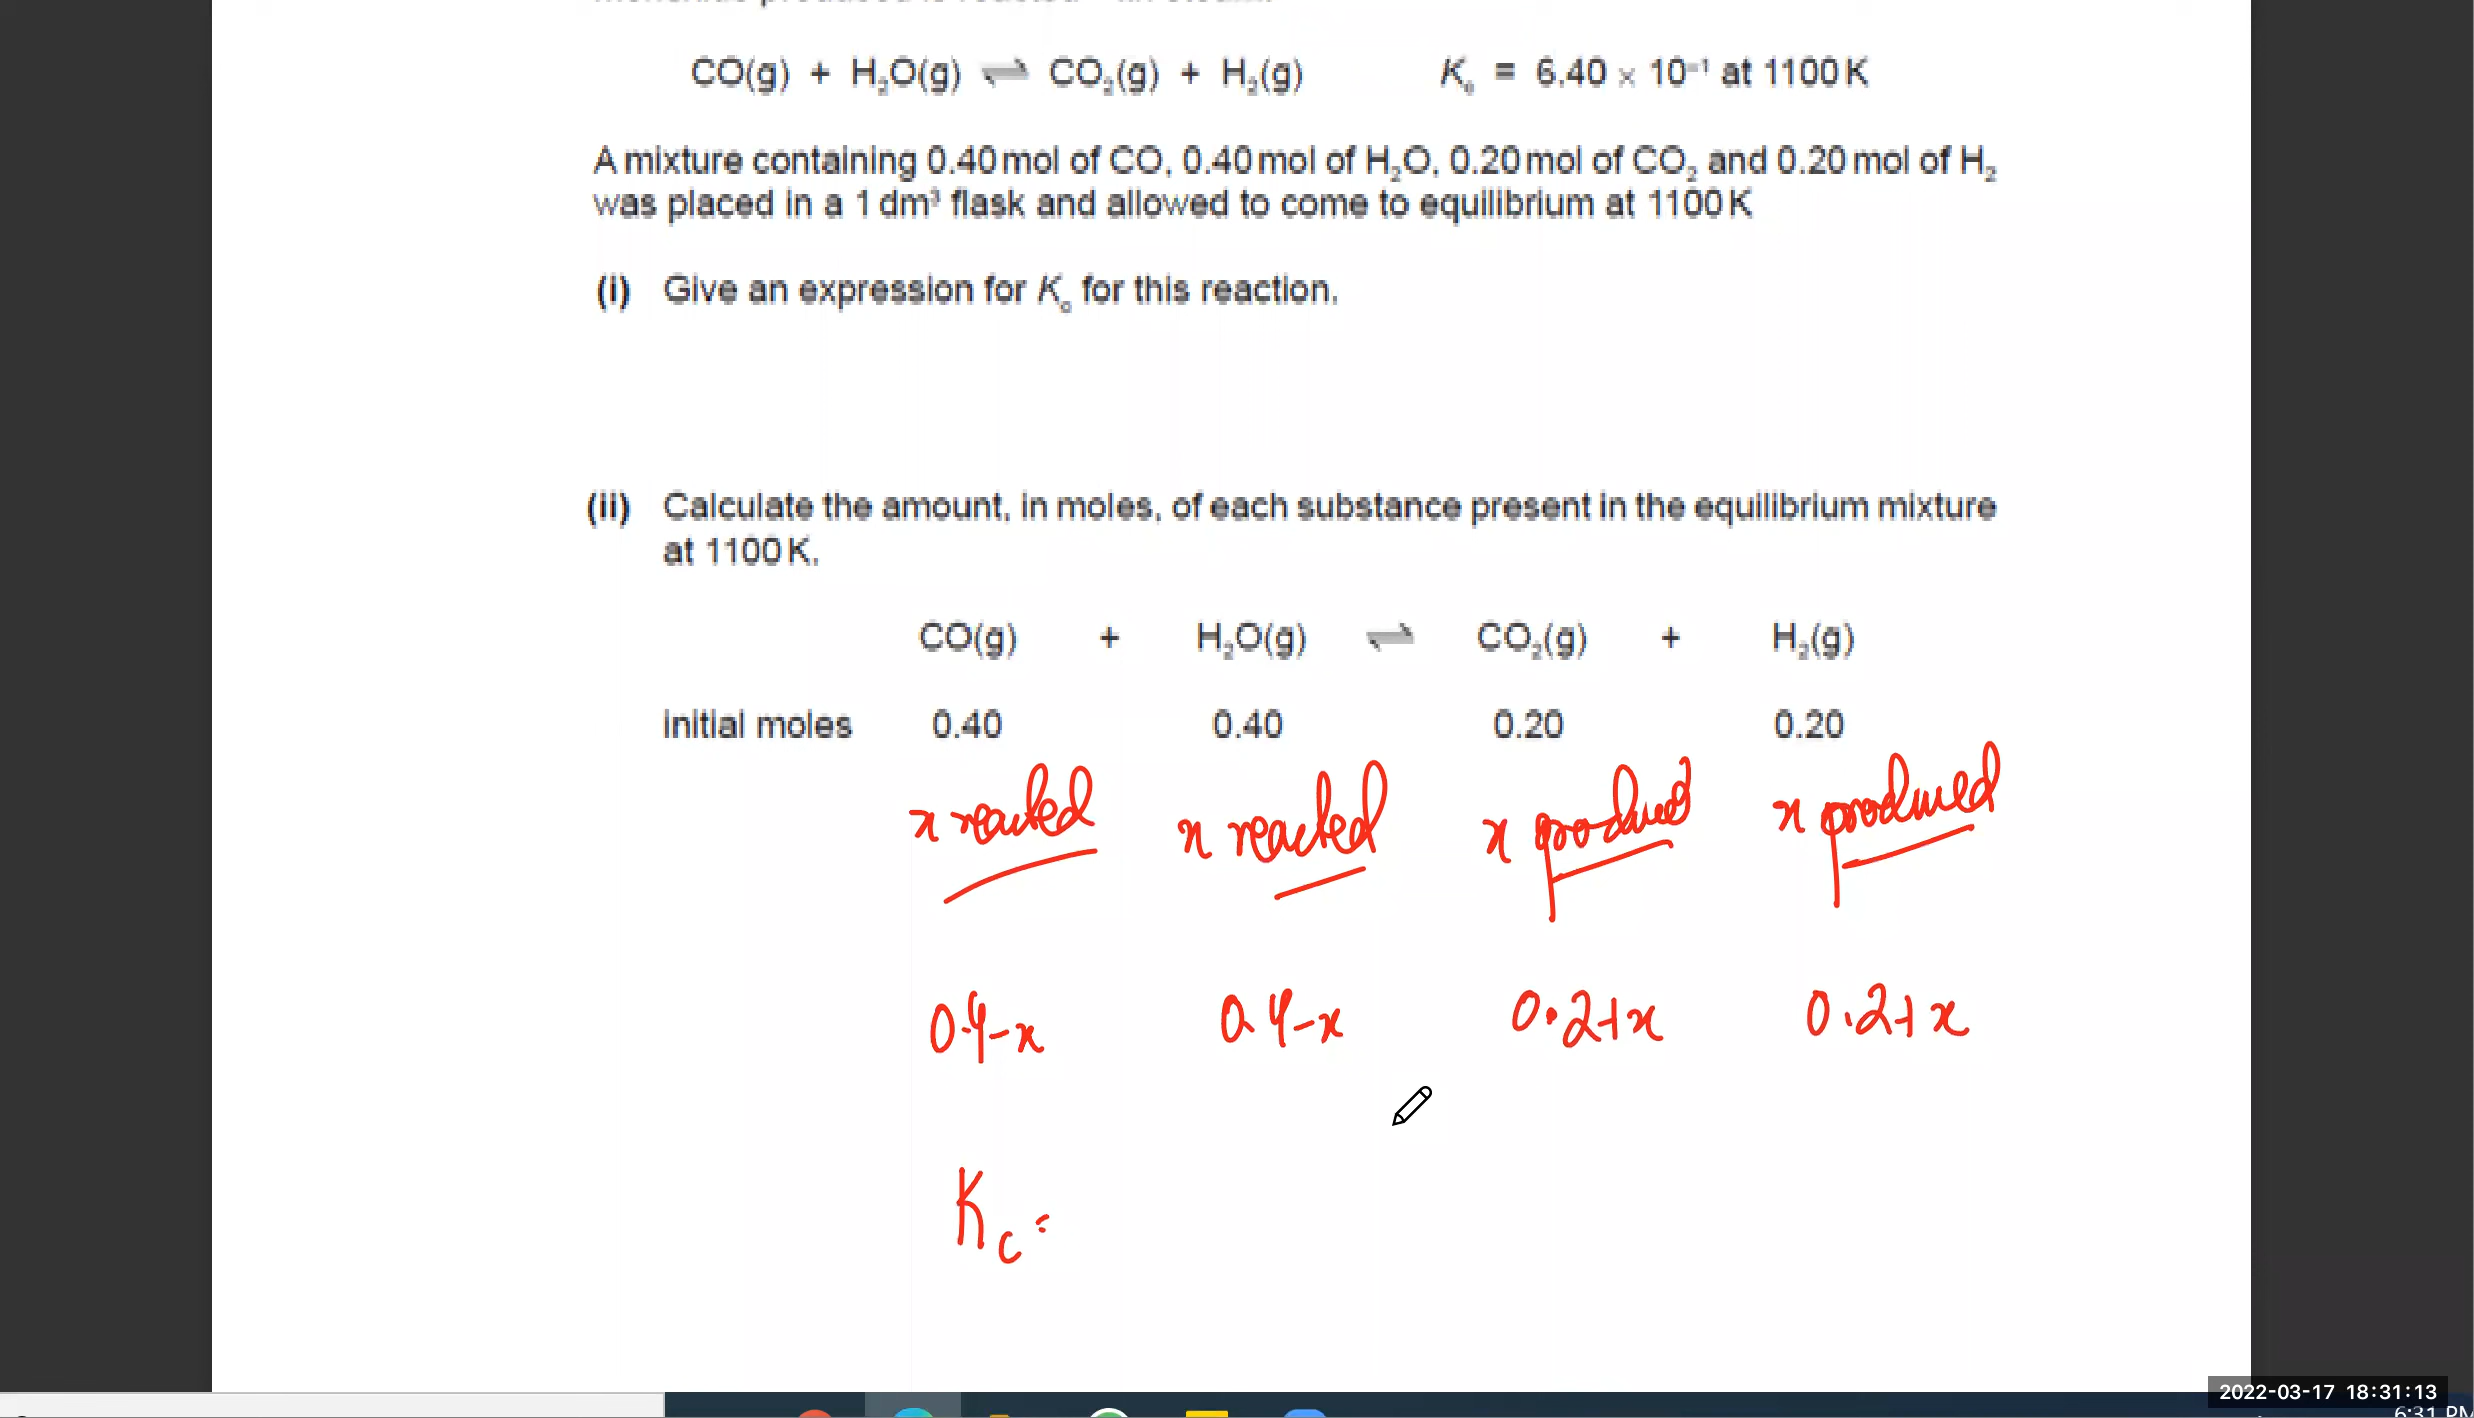 CO(g) + H₂O(g) ⇌ CO₂(g) + H₂(g) K꜀ = 6.40 × 10⁻¹ at 1100 K
A mixture containing 0.40 mol of CO, 0.40 mol of H₂O, 0.20 mol of CO₂ and 0.20 mol of H₂
was placed in a 1 dm³ flask and allowed to come to equilibrium at 1100 K
(i) Give an expression for K꜀ for this reaction.
(ii) Calculate the amount, in moles, of each substance present in the equilibrium mixture
at 1100 K.
CO(g) + H₂O(g) ⇌ CO₂(g) + H₂(g)
initial moles 0.40 0.40 0.20 0.20
x reacted x reacted x produced x produced
0.4-x 0.4-x 0.2+x 0.2+x
Kc =
2022-03-17 18:31:13
6:31 PM